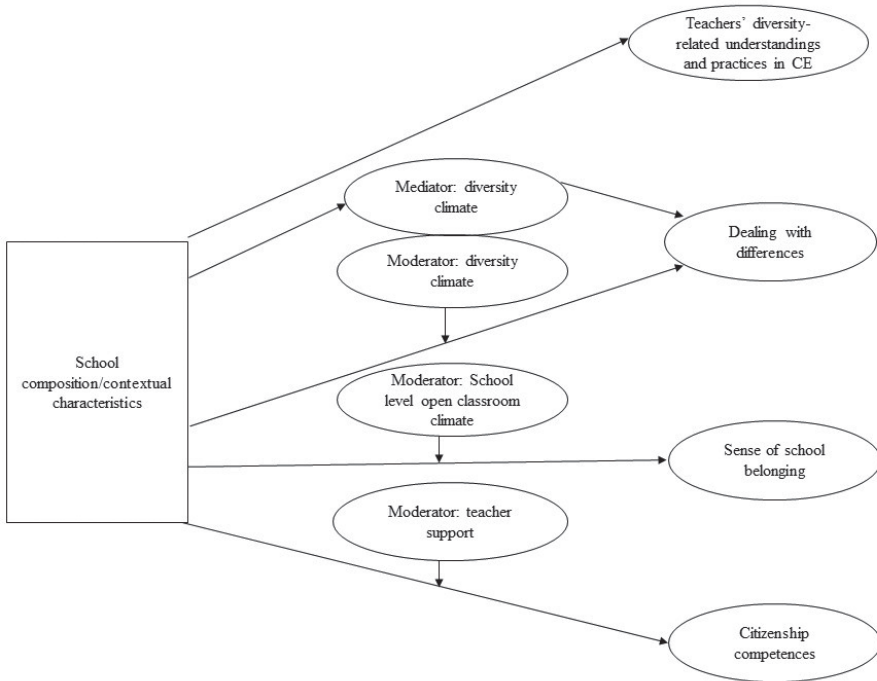 Teachers' diversity-
related understandings
and practices in CE
Mediator: diversity
climate
Dealing with
differences
Moderator: diversity
climate
School
composition/contextual
characteristics
Moderator: School
level open classroom
climate
Sense of school
belonging
Moderator: teacher
support
Citizenship
competences